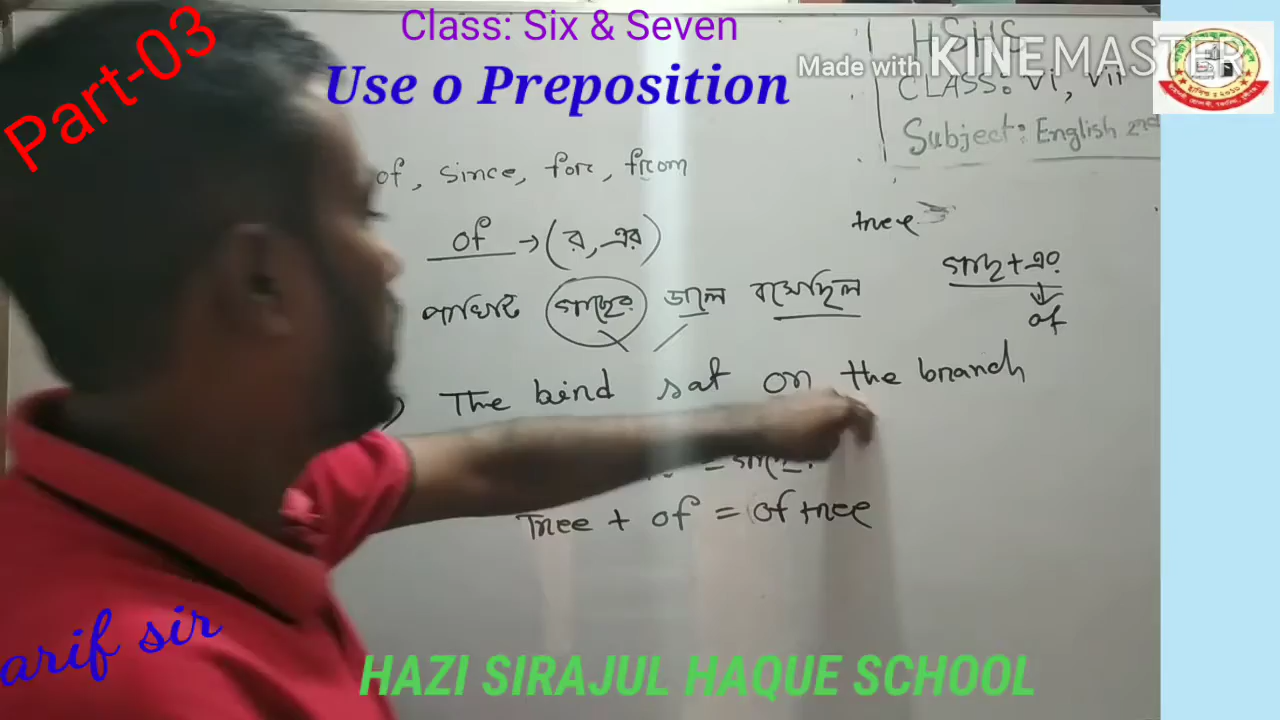 Class: Six & Seven
Part-03
Use o Preposition
Made with KINEMASTER
HSHS
CLASS: VI, VII
Subject: English
of, since, for, from
of → (র, এর)
tree
গাছ + এর
of
পাখিটি গাছের ডালে বসেছিল
The bird sat on the branch
= গাছের
Tree + of = of tree
arif sir
HAZI SIRAJUL HAQUE SCHOOL